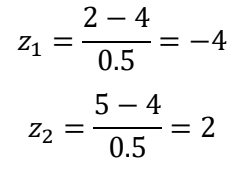 z₁ = (2 − 4)/0.5 = −4
z₂ = (5 − 4)/0.5 = 2